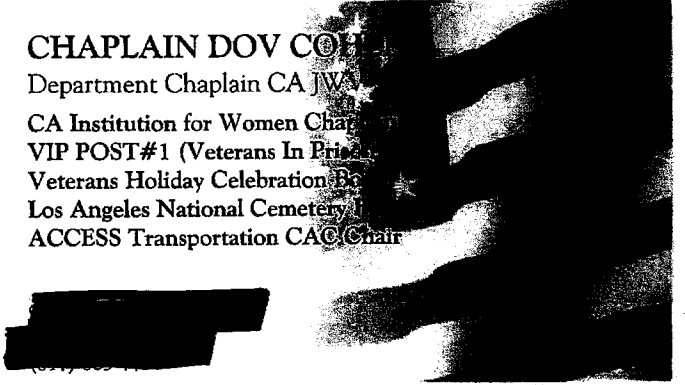 CHAPLAIN DOV
Department Chaplain CA
CA Institution for Women
VIP POST#1 (Veterans In
Veterans Holiday Celebration
Los Angeles National Cemetery
ACCESS Transportation CAC Chair